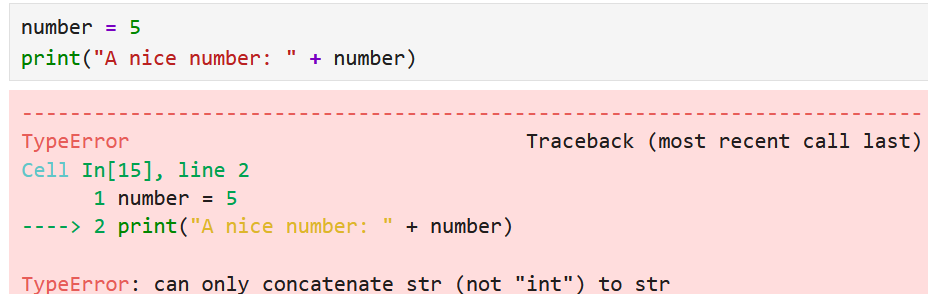 number = 5
print("A nice number: " + number)
---------------------------------------------------------------------------
TypeError                                 Traceback (most recent call last)
Cell In[15], line 2
      1 number = 5
----> 2 print("A nice number: " + number)

TypeError: can only concatenate str (not "int") to str